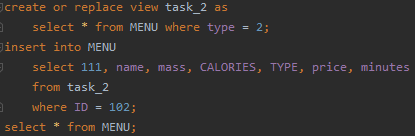 create or replace view task_2 as
select * from MENU where type = 2;
insert into MENU
select 111, name, mass, CALORIES, TYPE, price, minutes
from task_2
where ID = 102;
select * from MENU;